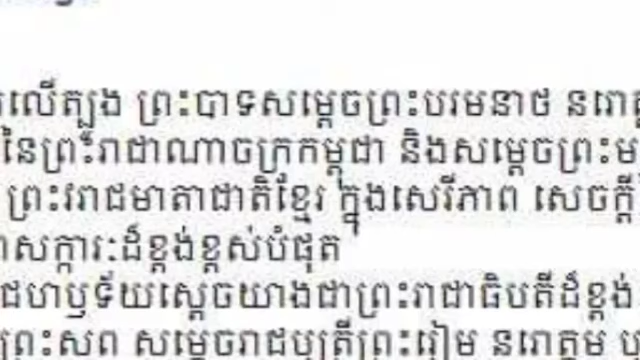 លើត្បូង ព្រះបាទសម្តេចព្រះបរមនាថ នរោត្ត
នៃព្រះរាជាណាចក្រកម្ពុជា និងសម្តេចព្រះម
ព្រះវរាជមាតាជាតិខ្មែរ ក្នុងសេរីភាព សេចក្តី
សក្ការៈដ៏ខ្ពង់ខ្ពស់បំផុត
ជហឫទ័យស្តេចយាងជាព្រះរាជាធិបតីដ៏ខ្ពង់
ព្រះសព សម្តេចរាជបុត្រីព្រះរៀម នរោត្តម